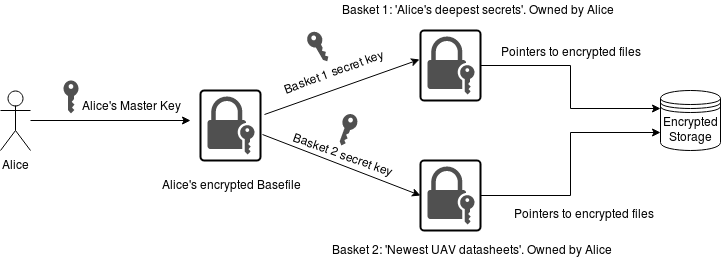 Basket 1: 'Alice's deepest secrets'. Owned by Alice
Pointers to encrypted files
Basket 1 secret key
Alice's Master Key
Encrypted
Storage
Basket 2 secret key
Alice
Alice's encrypted Basefile
Pointers to encrypted files
Basket 2: 'Newest UAV datasheets'. Owned by Alice